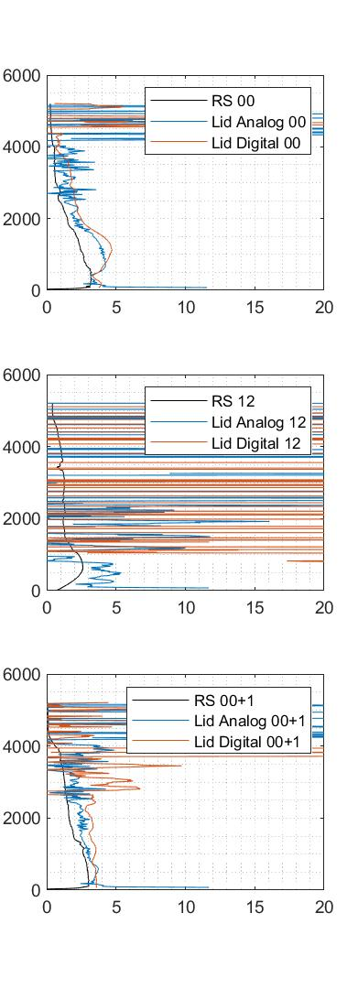 6000
RS 00
Lid Analog 00
Lid Digital 00
4000
2000
0
0 5 10 15 20
6000
RS 12
Lid Analog 12
Lid Digital 12
4000
2000
0
0 5 10 15 20
6000
RS 00+1
Lid Analog 00+1
Lid Digital 00+1
4000
2000
0
0 5 10 15 20